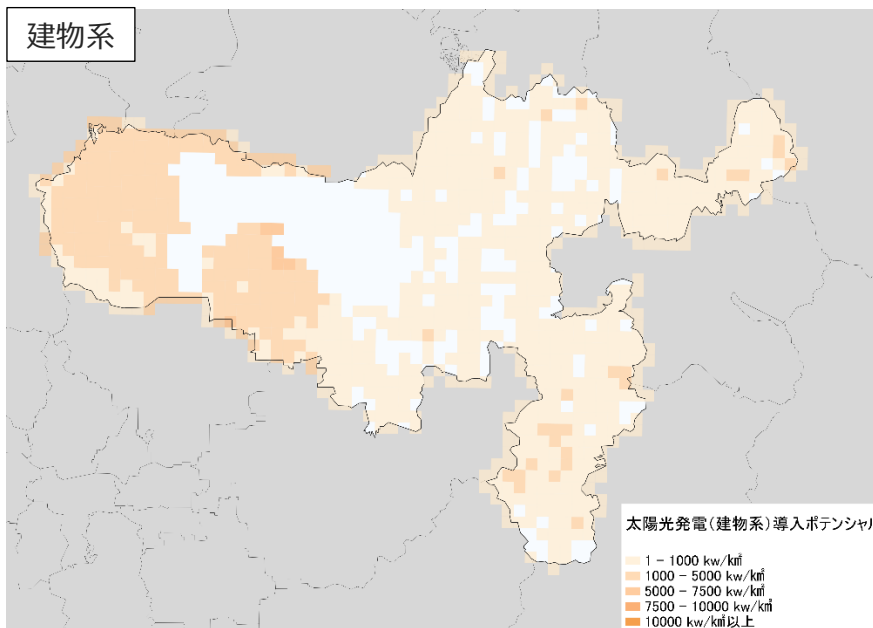 建物系
太陽光発電(建物系)導入ポテンシャル
1 - 1000 kw/k㎡
1000 - 5000 kw/k㎡
5000 - 7500 kw/k㎡
7500 - 10000 kw/k㎡
10000 kw/k㎡以上